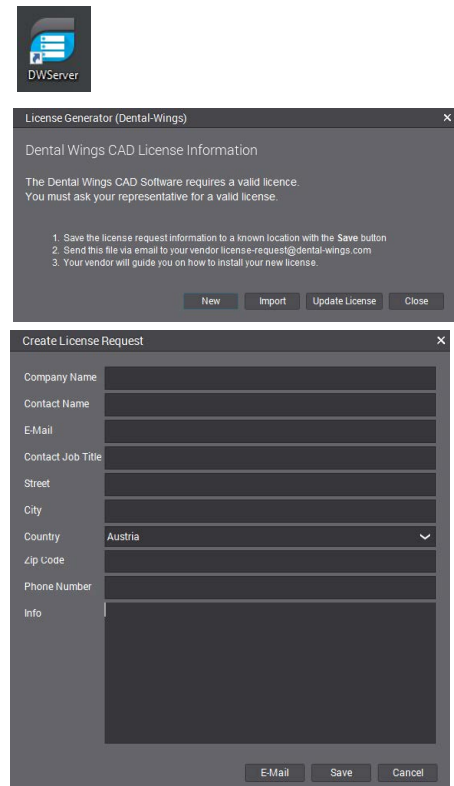 DWServer
License Generator (Dental-Wings)
Dental Wings CAD License Information
The Dental Wings CAD Software requires a valid licence.
You must ask your representative for a valid license.
1. Save the license request information to a known location with the Save button
2. Send this file via email to your vendor license-request@dental-wings.com
3. Your vendor will guide you on how to install your new license.
New Import Update License Close
Create License Request
Company Name
Contact Name
E-Mail
Contact Job Title
Street
City
Country Austria
Zip Code
Phone Number
Info
E-Mail Save Cancel